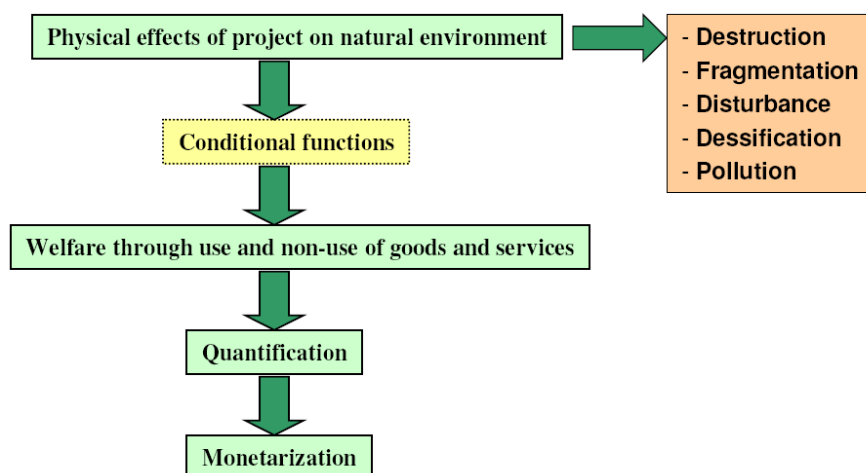 Physical effects of project on natural environment
- Destruction
- Fragmentation
- Disturbance
- Dessification
- Pollution
Conditional functions
Welfare through use and non-use of goods and services
Quantification
Monetarization